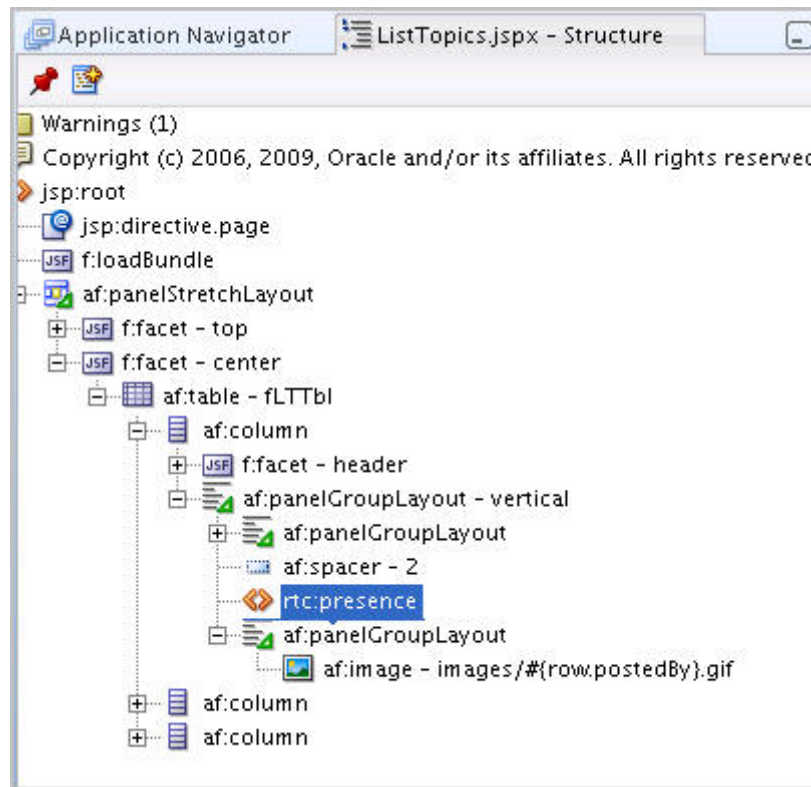 Application Navigator ListTopics.jspx - Structure
Warnings (1)
Copyright (c) 2006, 2009, Oracle and/or its affiliates. All rights reserved
jsp:root
jsp:directive.page
JSF f:loadBundle
af:panelStretchLayout
JSF f:facet - top
JSF f:facet - center
af:table - fLTTbl
af:column
JSF f:facet - header
af:panelGroupLayout - vertical
af:panelGroupLayout
af:spacer - 2
rtc:presence
af:panelGroupLayout
af:image - images/#{row.postedBy}.gif
af:column
af:column